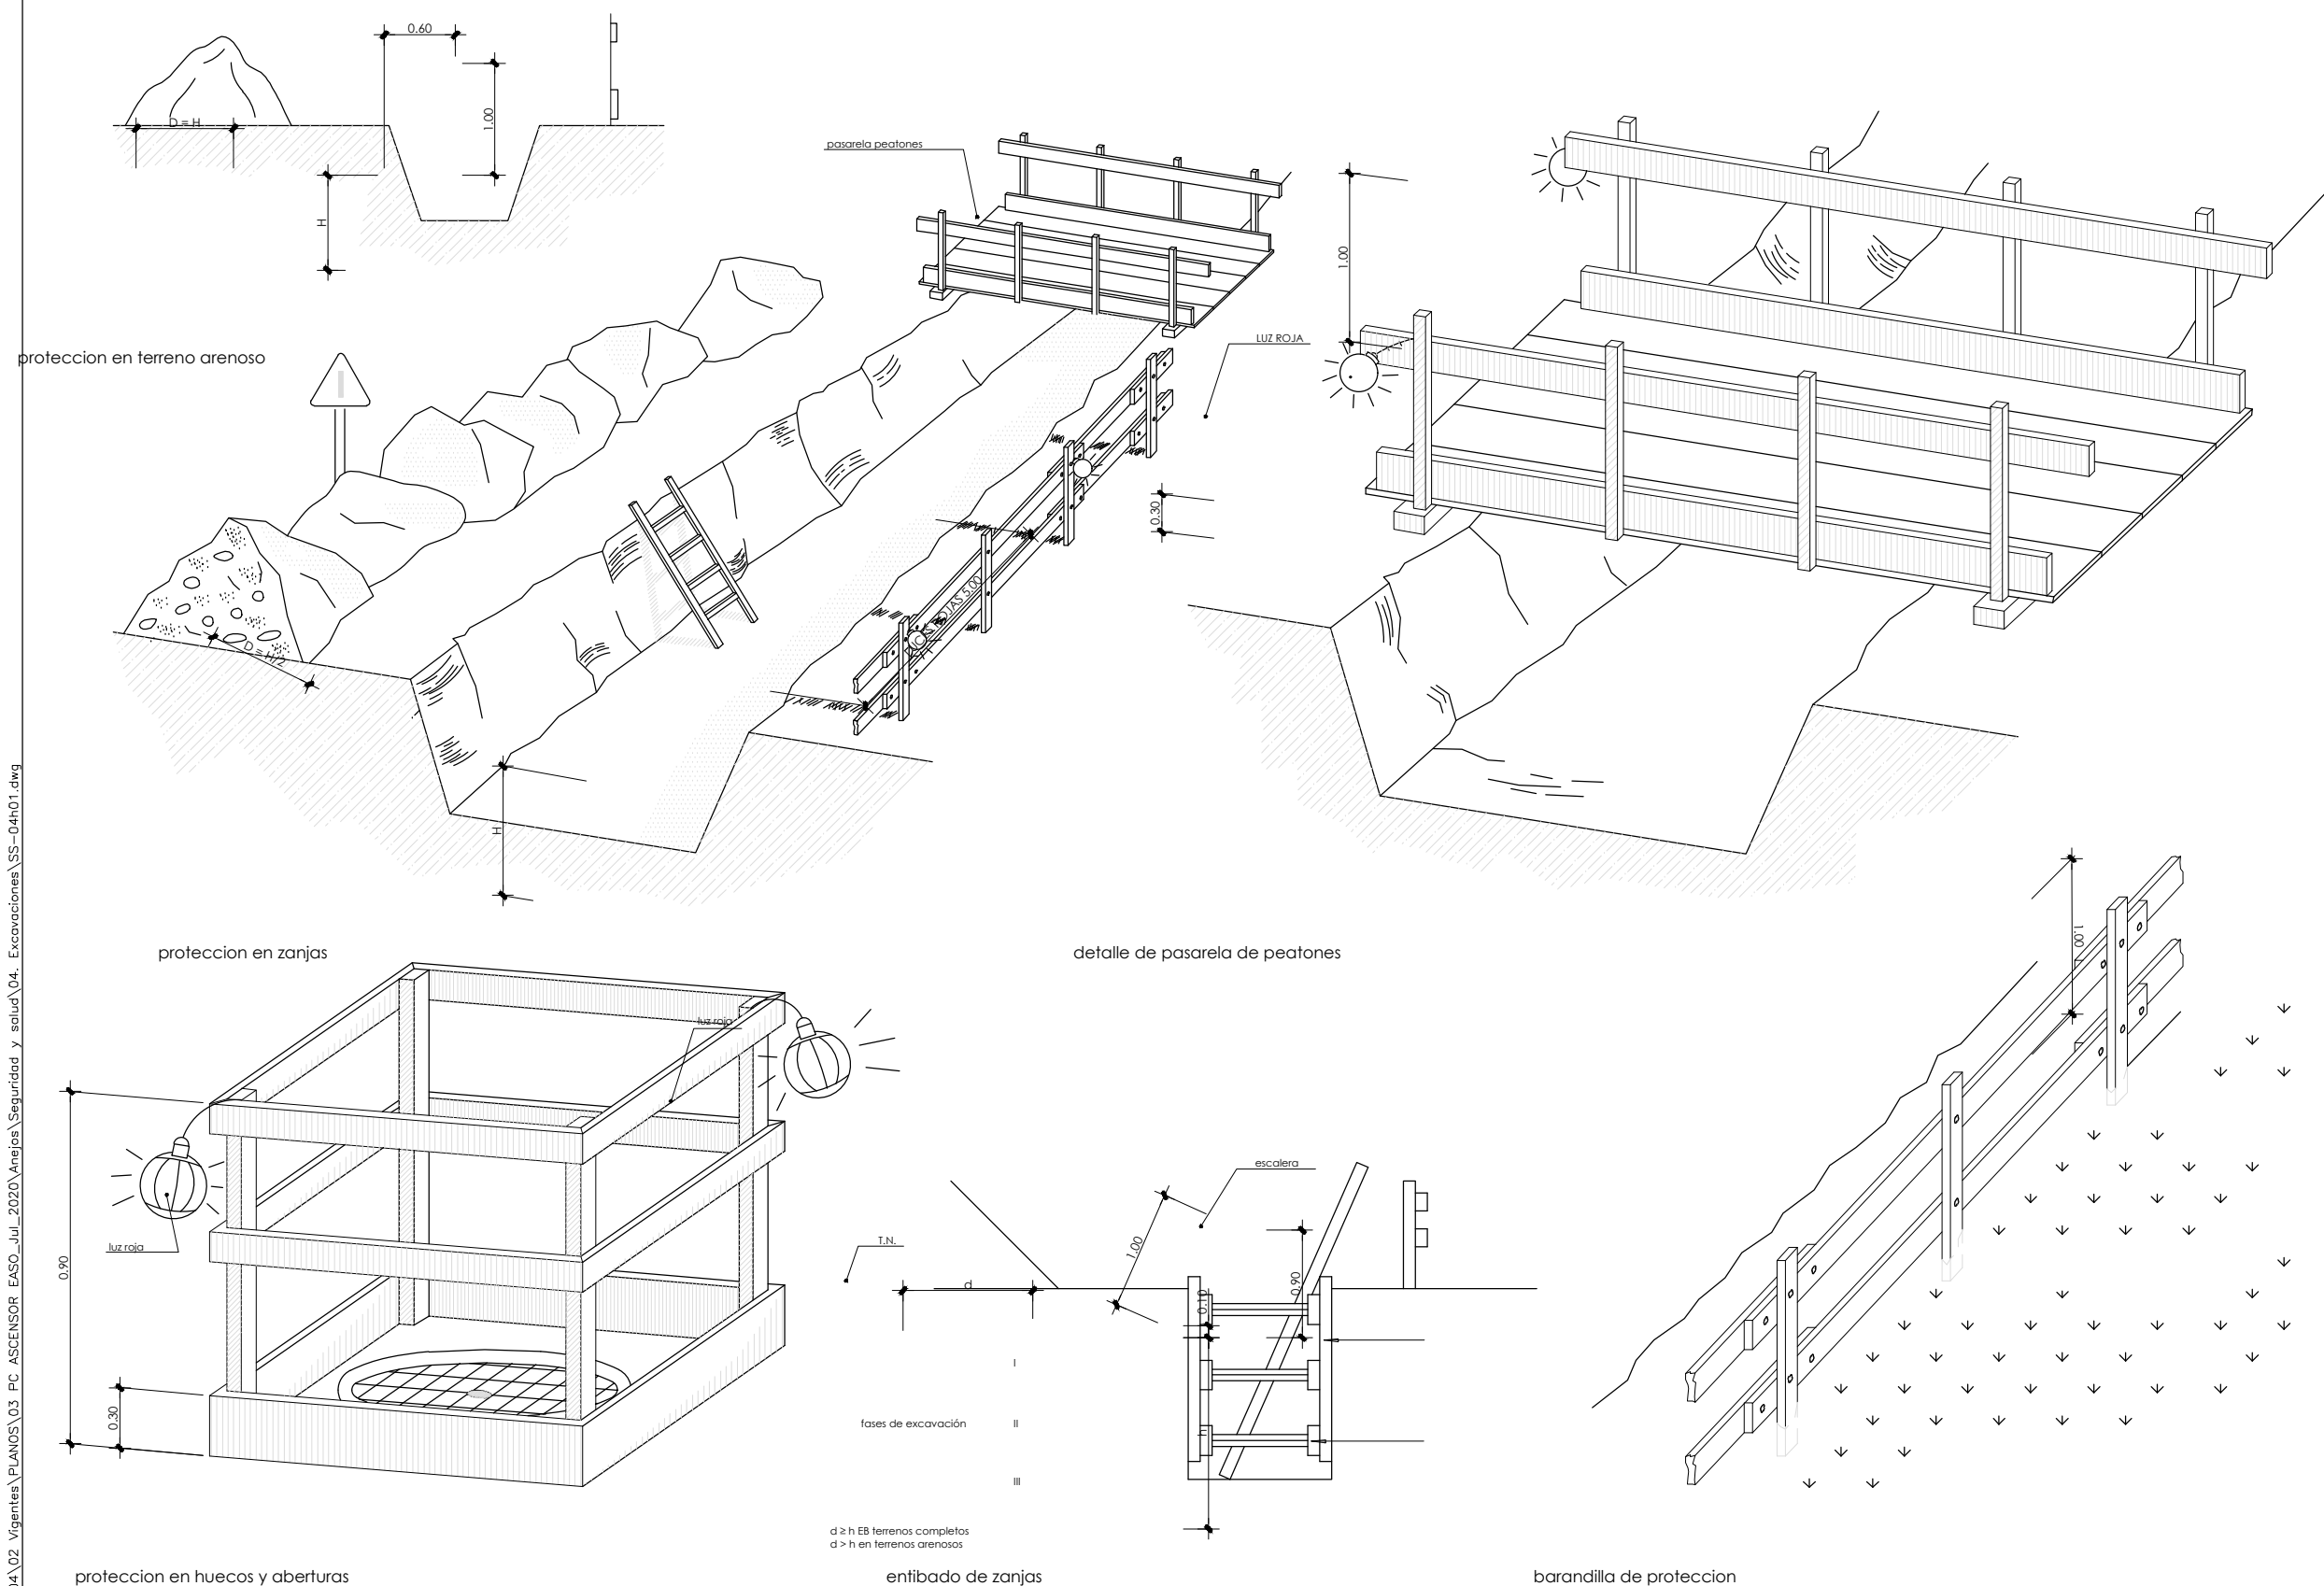 0.60
1.00
D = H
H
proteccion en terreno arenoso
pasarela peatones
LUZ ROJA
1.00
0.30
D = H/2
H
proteccion en zanjas
detalle de pasarela de peatones
luz roja
luz roja
0.90
0.30
proteccion en huecos y aberturas
escalera
T.N.
d
1.00
0.90
0.10
h
I
fases de excavación
II
III
d ≥ h EB terrenos completos
d > h en terrenos arenosos
entibado de zanjas
1.00
barandilla de proteccion
04\02 Vigentes\PLANOS\03 PC ASCENSOR EASO_Jul_2020\Anejos\Seguridad y salud\04. Excavaciones\SS-04h01.dwg